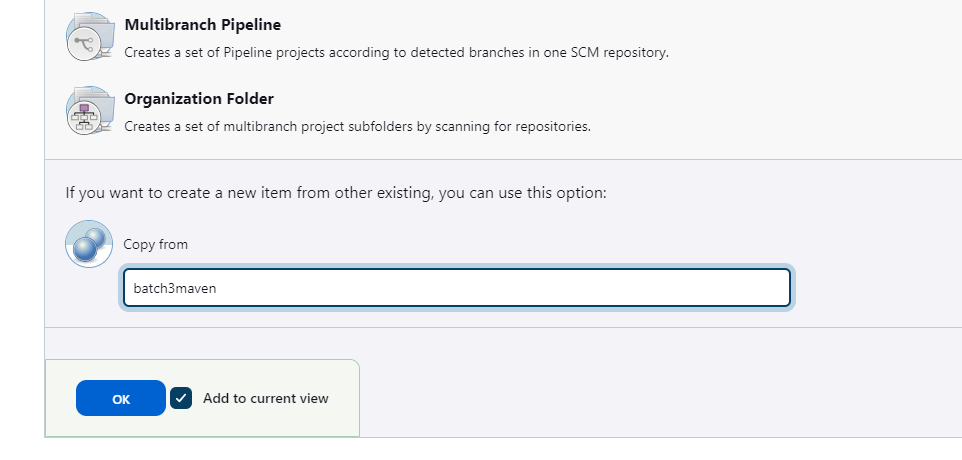 Multibranch Pipeline
Creates a set of Pipeline projects according to detected branches in one SCM repository.
Organization Folder
Creates a set of multibranch project subfolders by scanning for repositories.
If you want to create a new item from other existing, you can use this option:
Copy from
batch3maven
OK
Add to current view